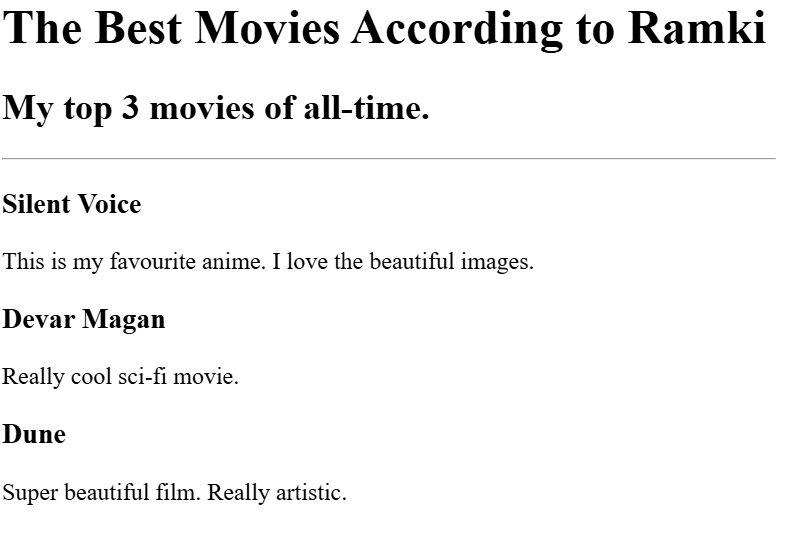 The Best Movies According to Ramki
My top 3 movies of all-time.
Silent Voice
This is my favourite anime. I love the beautiful images.
Devar Magan
Really cool sci-fi movie.
Dune
Super beautiful film. Really artistic.